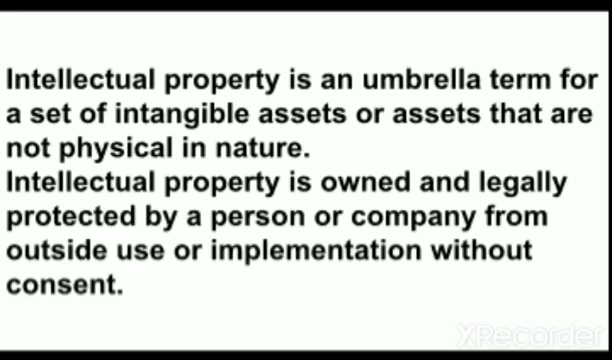 Intellectual property is an umbrella term for
a set of intangible assets or assets that are
not physical in nature.
Intellectual property is owned and legally
protected by a person or company from
outside use or implementation without
consent.
XRecorder